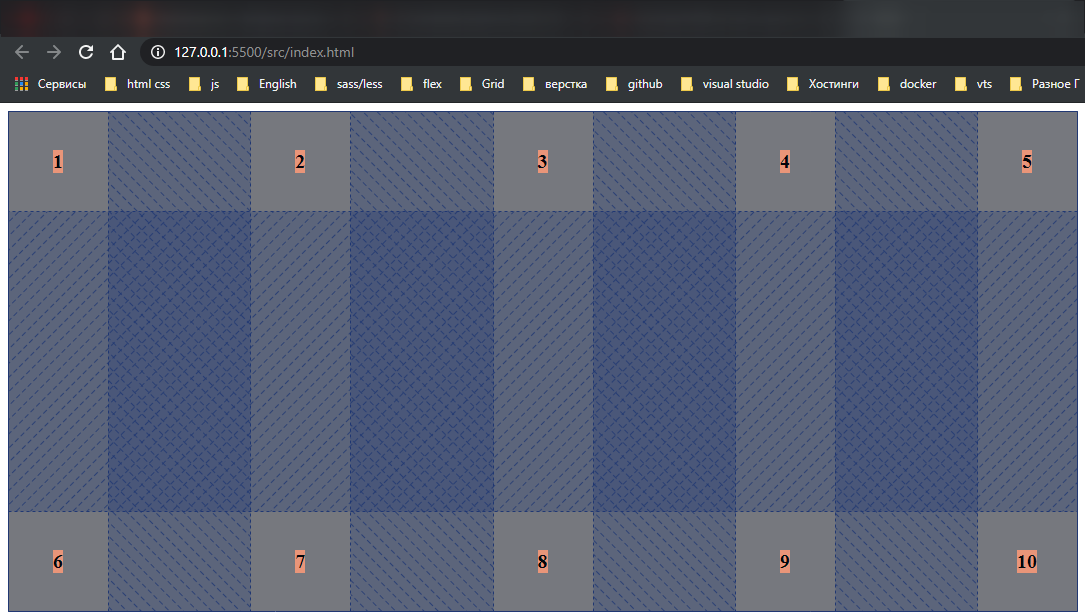 127.0.0.1:5500/src/index.html
Сервисы html css js English sass/less flex Grid верстка github visual studio Хостинги docker vts Разное Г
1 2 3 4 5
6 7 8 9 10